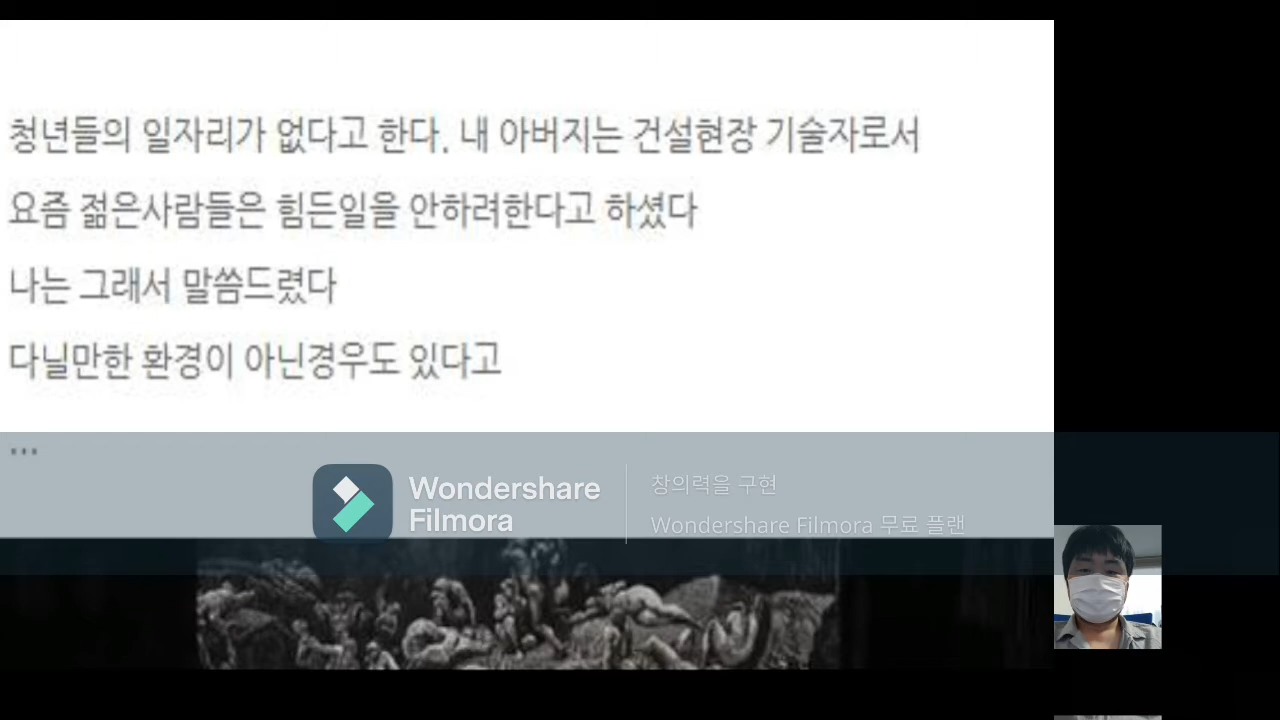 청년들의 일자리가 없다고 한다. 내 아버지는 건설현장 기술자로서
요즘 젊은사람들은 힘든일을 안하려한다고 하셨다
나는 그래서 말씀드렸다
다닐만한 환경이 아닌경우도 있다고
...
Wondershare
Filmora
창의력을 구현
Wondershare Filmora 무료 플랜